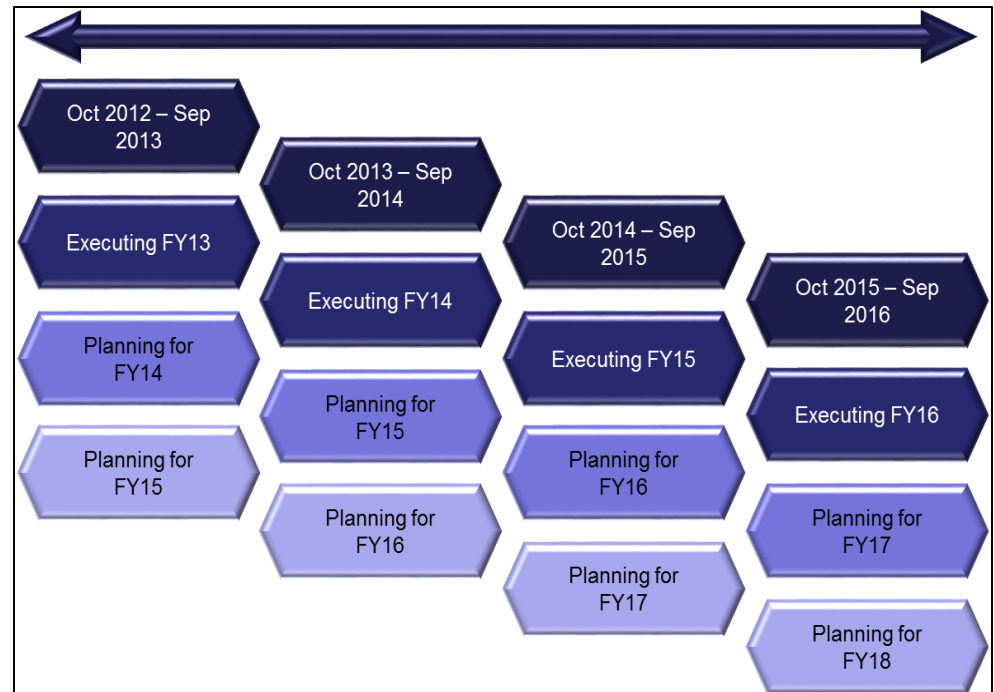 Oct 2012 – Sep
2013
Executing FY13
Planning for
FY14
Planning for
FY15
Oct 2013 – Sep
2014
Executing FY14
Planning for
FY15
Planning for
FY16
Oct 2014 – Sep
2015
Executing FY15
Planning for
FY16
Planning for
FY17
Oct 2015 – Sep
2016
Executing FY16
Planning for
FY17
Planning for
FY18